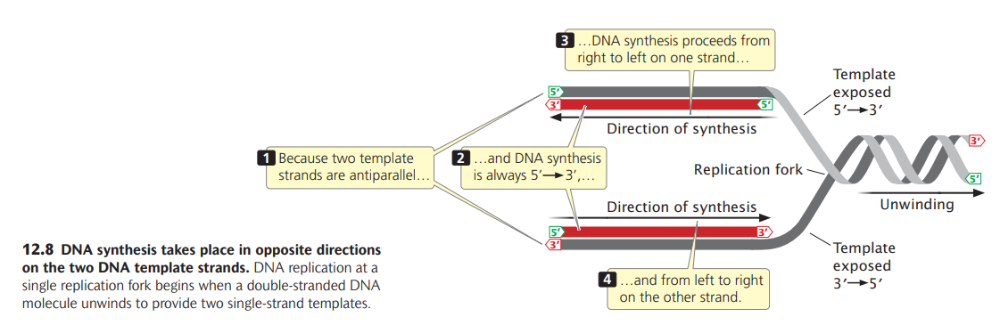 3 …DNA synthesis proceeds from
right to left on one strand…
Template
exposed
5′→3′
5′
3′
5′
Direction of synthesis
3′
1 Because two template
strands are antiparallel…
2 …and DNA synthesis
is always 5′→3′,…
Replication fork
5′
Unwinding
Direction of synthesis
5′
3′
3′
Template
exposed
3′→5′
4 …and from left to right
on the other strand.
12.8 DNA synthesis takes place in opposite directions
on the two DNA template strands. DNA replication at a
single replication fork begins when a double-stranded DNA
molecule unwinds to provide two single-strand templates.